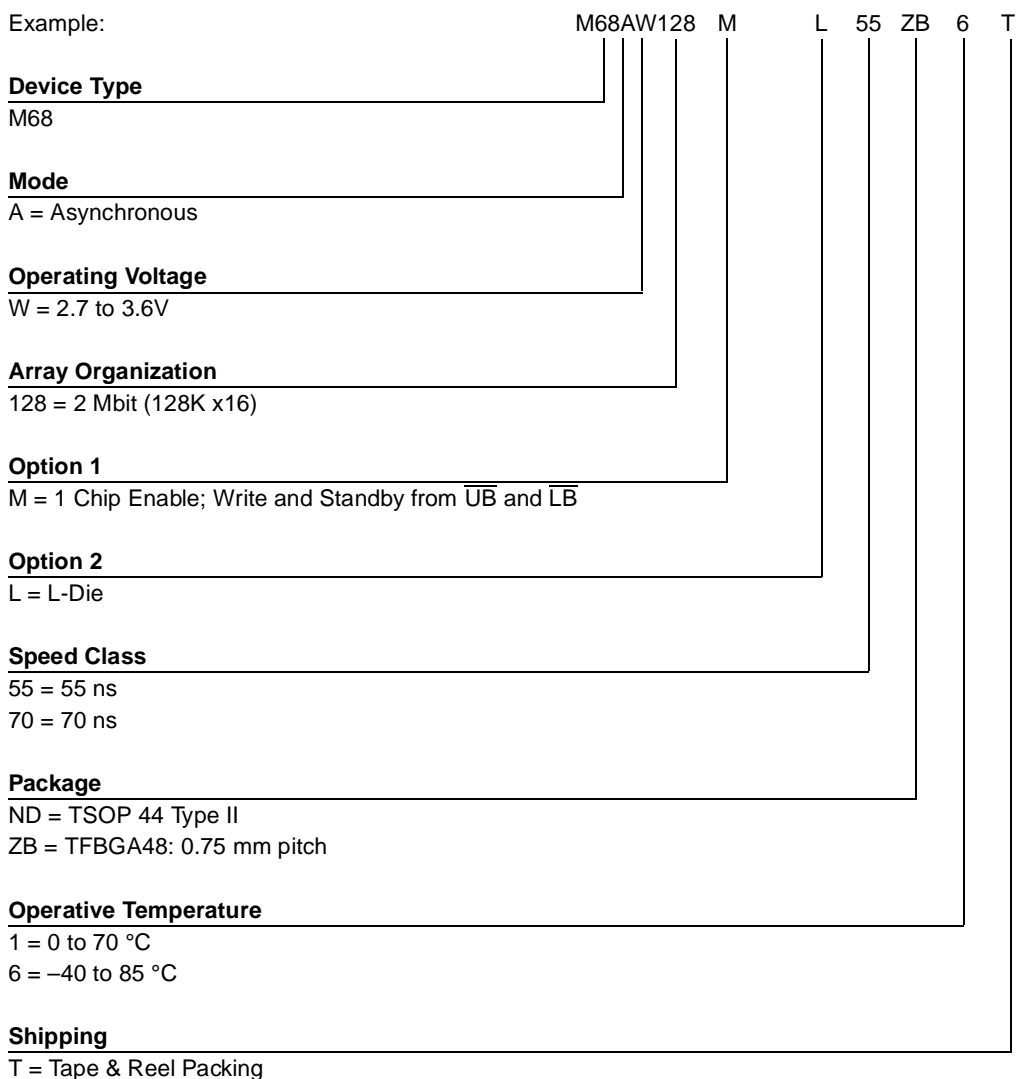 Example: M68AW128 M L 55 ZB 6 T
Device Type
M68
Mode
A = Asynchronous
Operating Voltage
W = 2.7 to 3.6V
Array Organization
128 = 2 Mbit (128K x16)
Option 1
M = 1 Chip Enable; Write and Standby from U̅B̅ and L̅B̅
Option 2
L = L-Die
Speed Class
55 = 55 ns
70 = 70 ns
Package
ND = TSOP 44 Type II
ZB = TFBGA48: 0.75 mm pitch
Operative Temperature
1 = 0 to 70 °C
6 = –40 to 85 °C
Shipping
T = Tape & Reel Packing